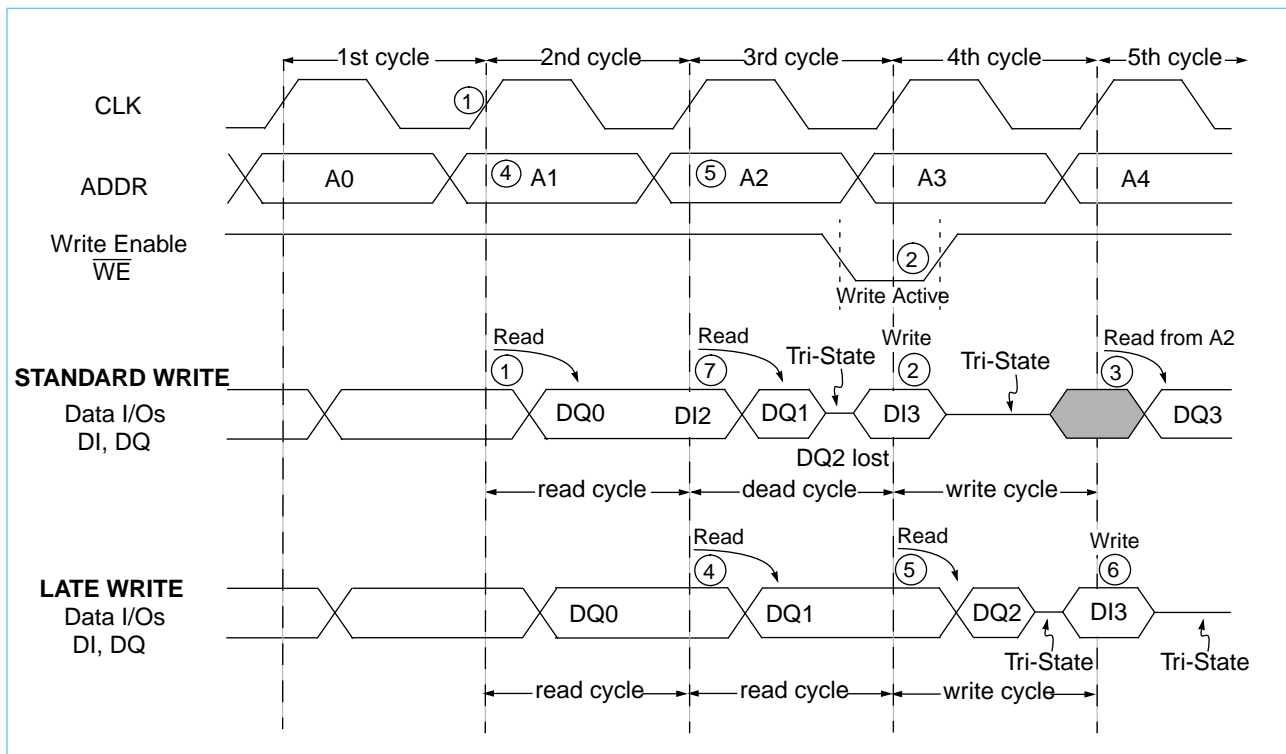 1st cycle 2nd cycle 3rd cycle 4th cycle 5th cycle
CLK ①
ADDR A0 ④ A1 ⑤ A2 A3 A4
Write Enable
WE ②
Write Active
Read Read Tri-State Write Tri-State Read from A2
STANDARD WRITE ① ⑦ ② ③
Data I/Os
DI, DQ
DQ0 DI2 DQ1 DI3 DQ3
DQ2 lost
read cycle dead cycle write cycle
Read Read Write
LATE WRITE ④ ⑤ ⑥
Data I/Os
DI, DQ
DQ0 DQ1 DQ2 DI3
Tri-State Tri-State
read cycle read cycle write cycle